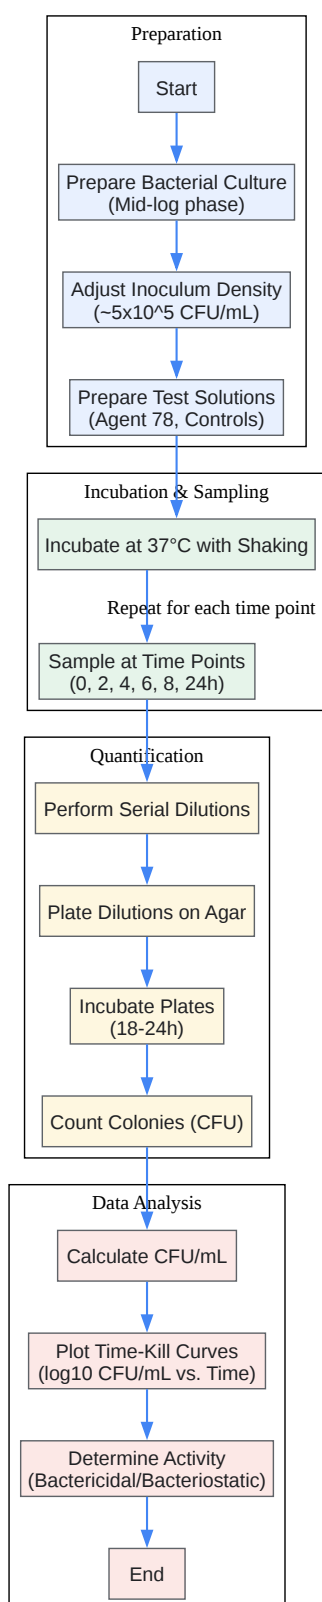 Preparation
Start
Prepare Bacterial Culture
(Mid-log phase)
Adjust Inoculum Density
(~5x10^5 CFU/mL)
Prepare Test Solutions
(Agent 78, Controls)
Incubation & Sampling
Incubate at 37°C with Shaking
Repeat for each time point
Sample at Time Points
(0, 2, 4, 6, 8, 24h)
Quantification
Perform Serial Dilutions
Plate Dilutions on Agar
Incubate Plates
(18-24h)
Count Colonies (CFU)
Data Analysis
Calculate CFU/mL
Plot Time-Kill Curves
(log10 CFU/mL vs. Time)
Determine Activity
(Bactericidal/Bacteriostatic)
End